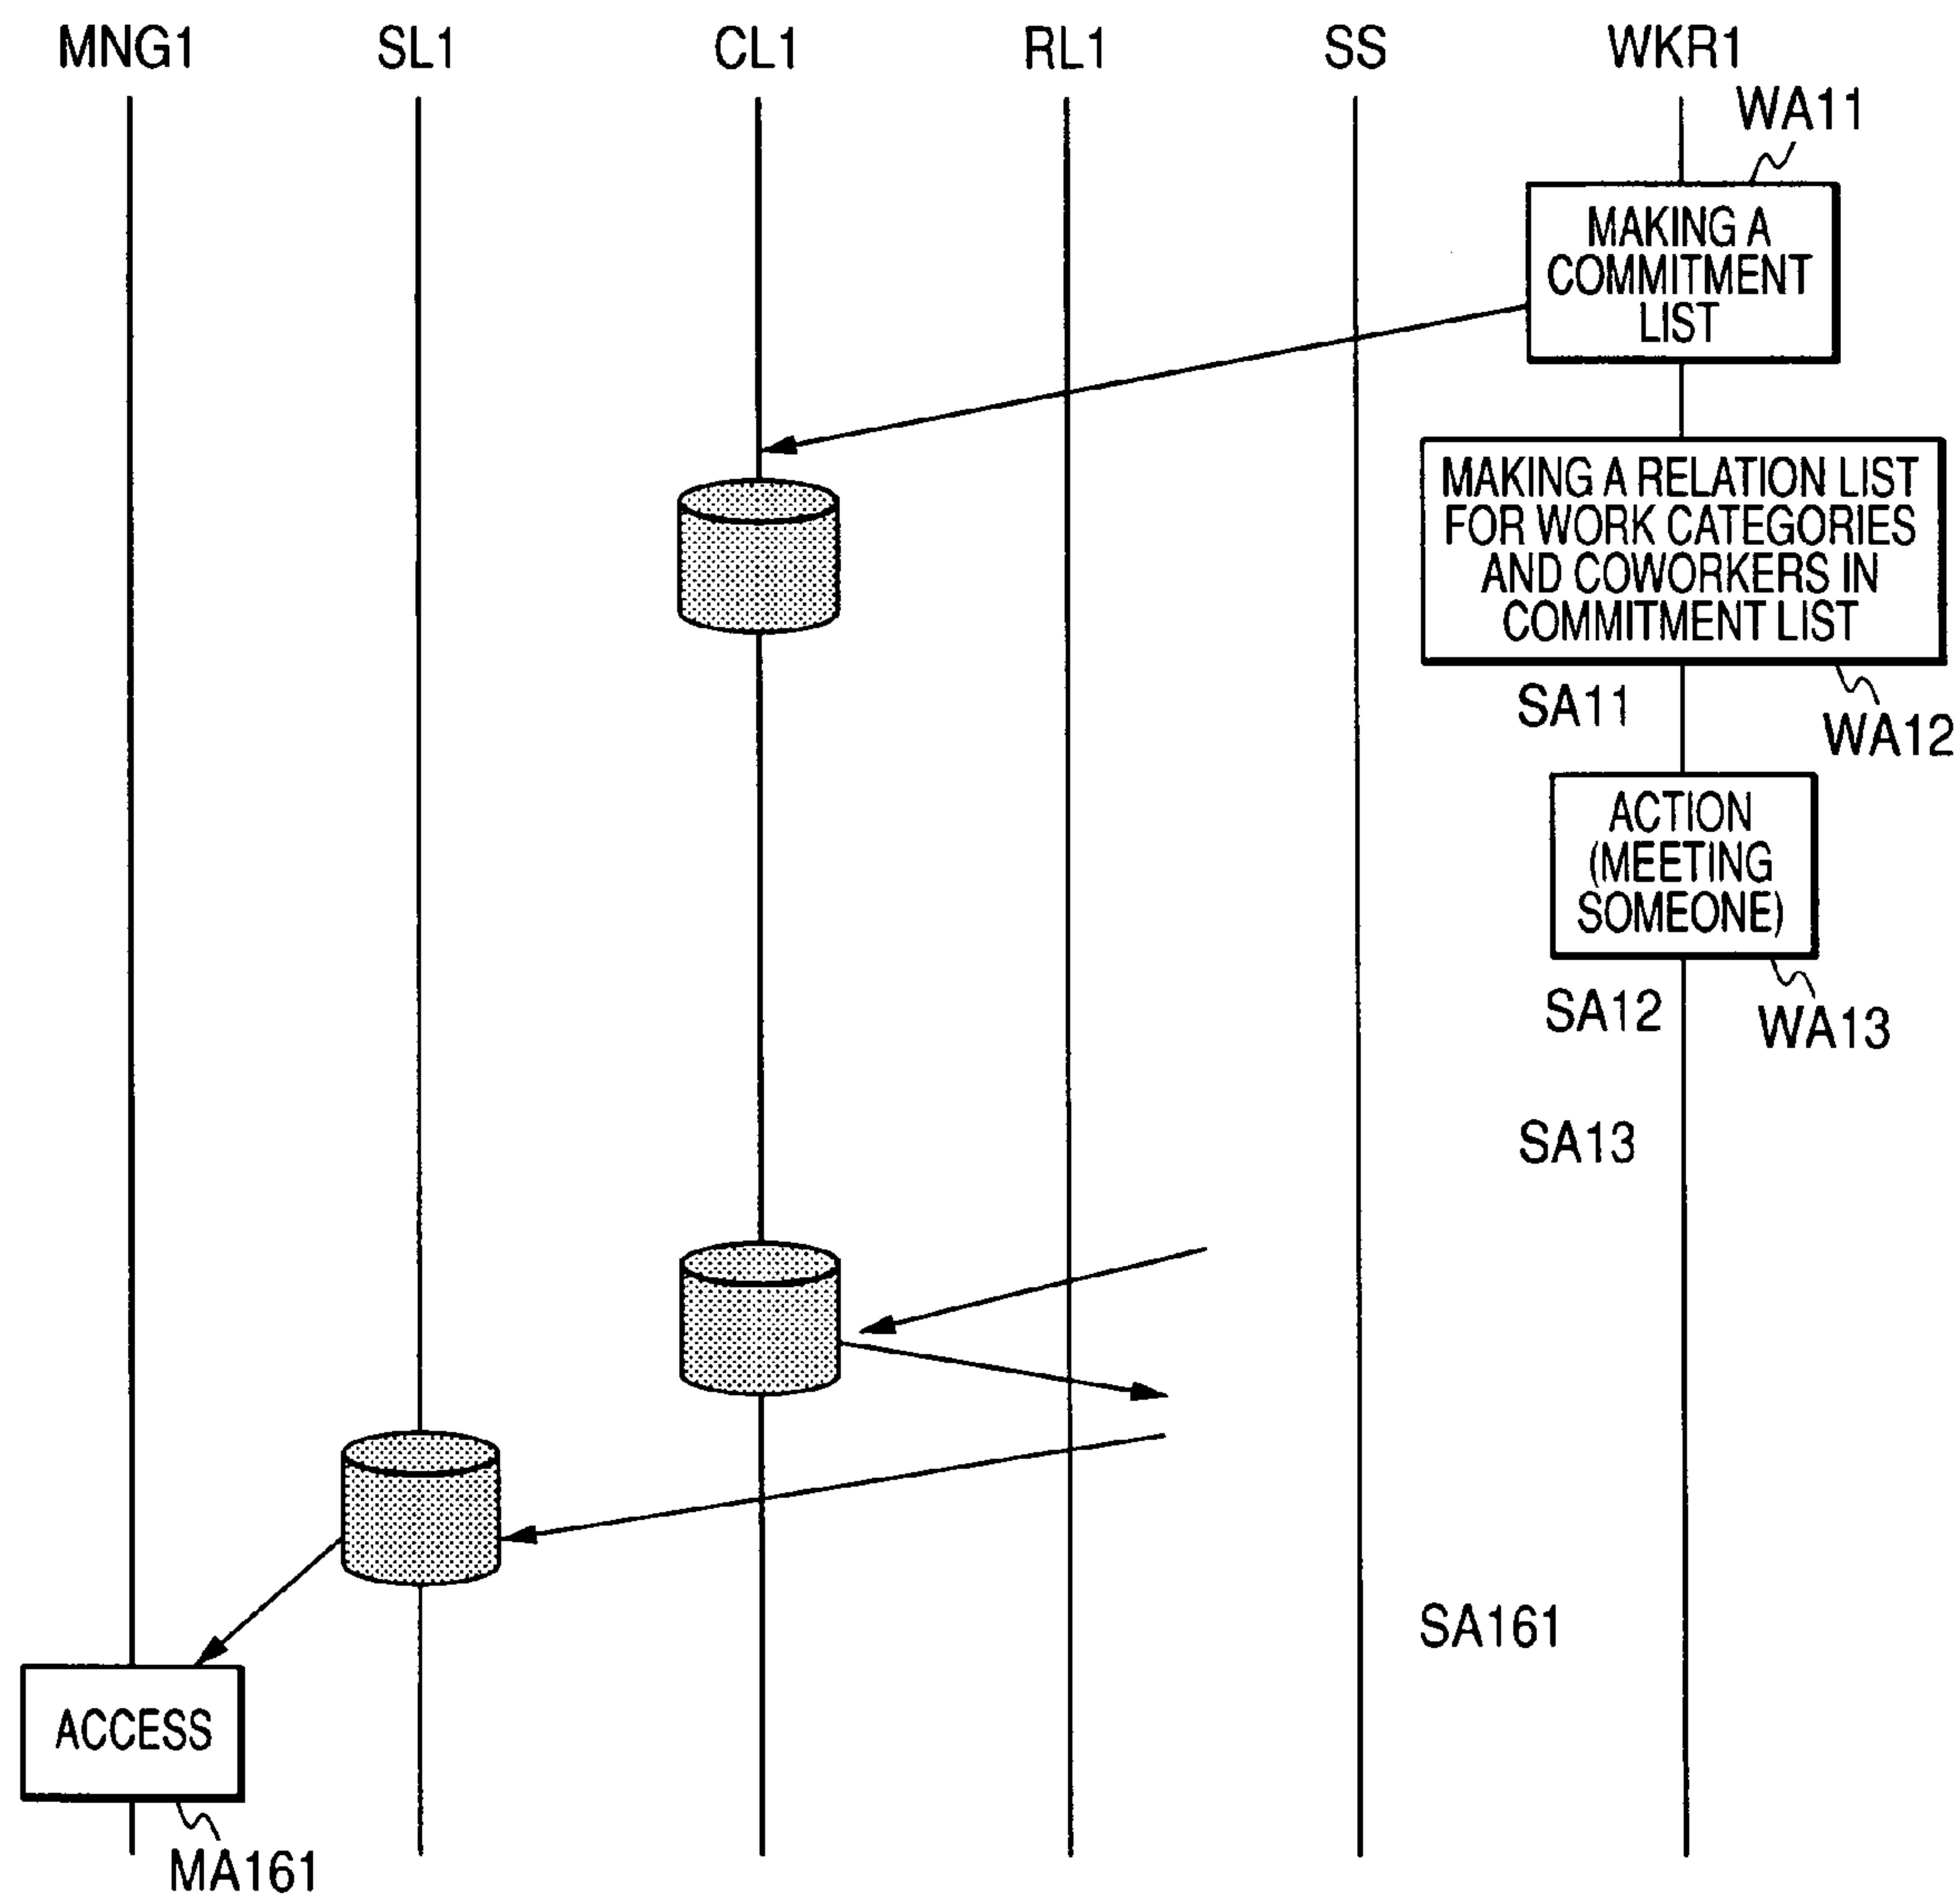 MNG1 SL1 CL1 RL1 SS WKR1
WA11
MAKING A
COMMITMENT
LIST
MAKING A RELATION LIST
FOR WORK CATEGORIES
AND COWORKERS IN
COMMITMENT LIST
SA11
WA12
ACTION
(MEETING
SOMEONE)
SA12
WA13
SA13
SA161
ACCESS
MA161